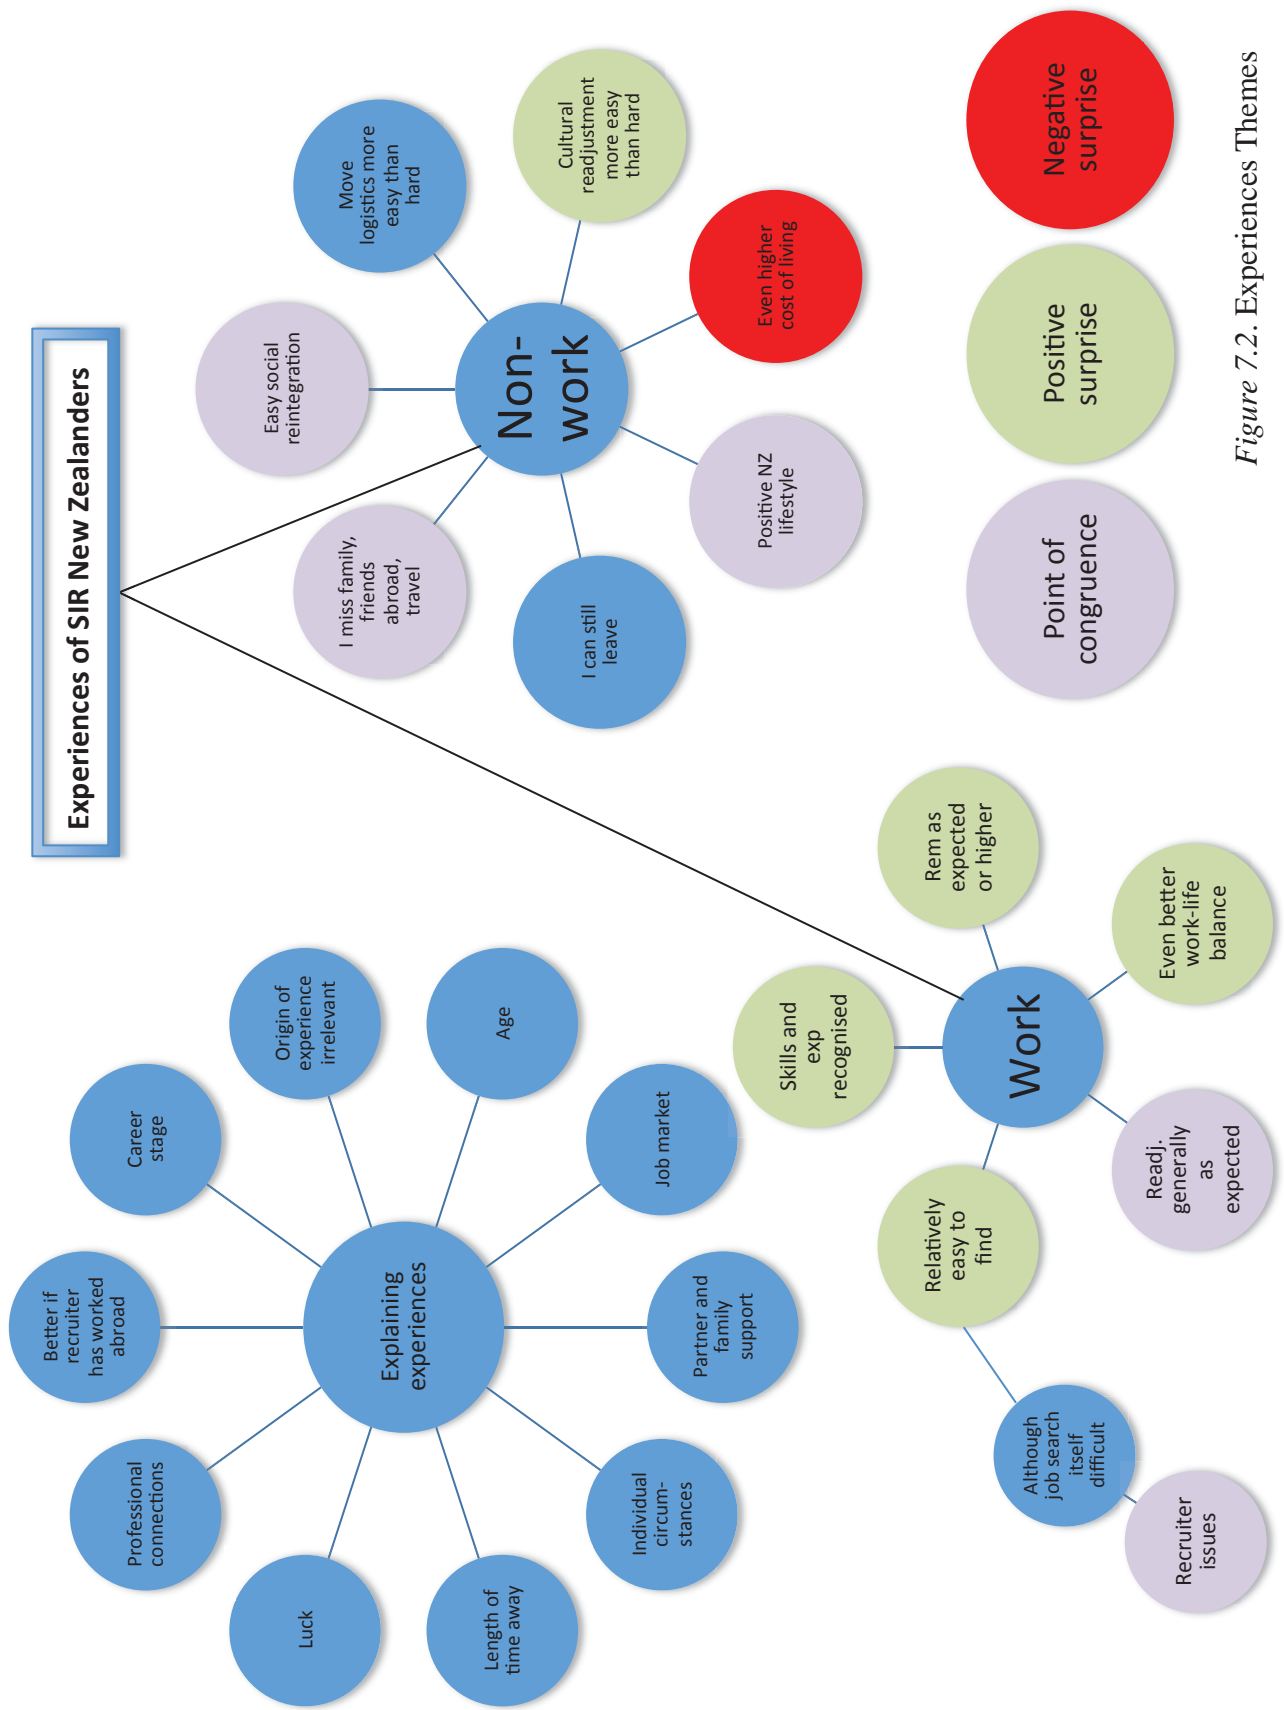 Experiences of SIR New Zealanders
Better if
recruiter
has worked
abroad
Career
stage
Origin of
experience
irrelevant
Age
Job market
Partner and
family
support
Individual
circum-
stances
Length of
time away
Luck
Professional
connections
Explaining
experiences
Easy social
reintegration
Move
logistics more
easy than
hard
Cultural
readjustment
more easy
than hard
Even higher
cost of living
Positive NZ
lifestyle
I can still
leave
I miss family,
friends
abroad,
travel
Non-
work
Skills and
exp
recognised
Rem as
expected
or higher
Even better
work-life
balance
Readj.
generally
as
expected
Relatively
easy to
find
Work
Although
job search
itself
difficult
Recruiter
issues
Point of
congruence
Positive
surprise
Negative
surprise
Figure 7.2. Experiences Themes